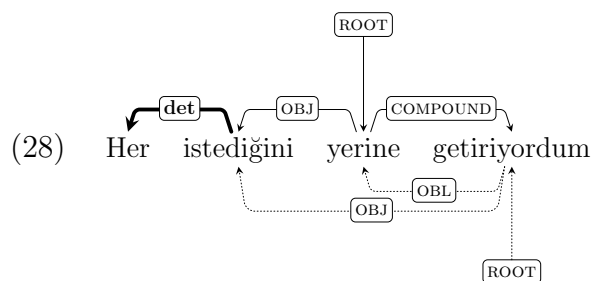 ROOT
det OBJ COMPOUND
(28) Her istediğini yerine getiriyordum
OBL
OBJ
ROOT